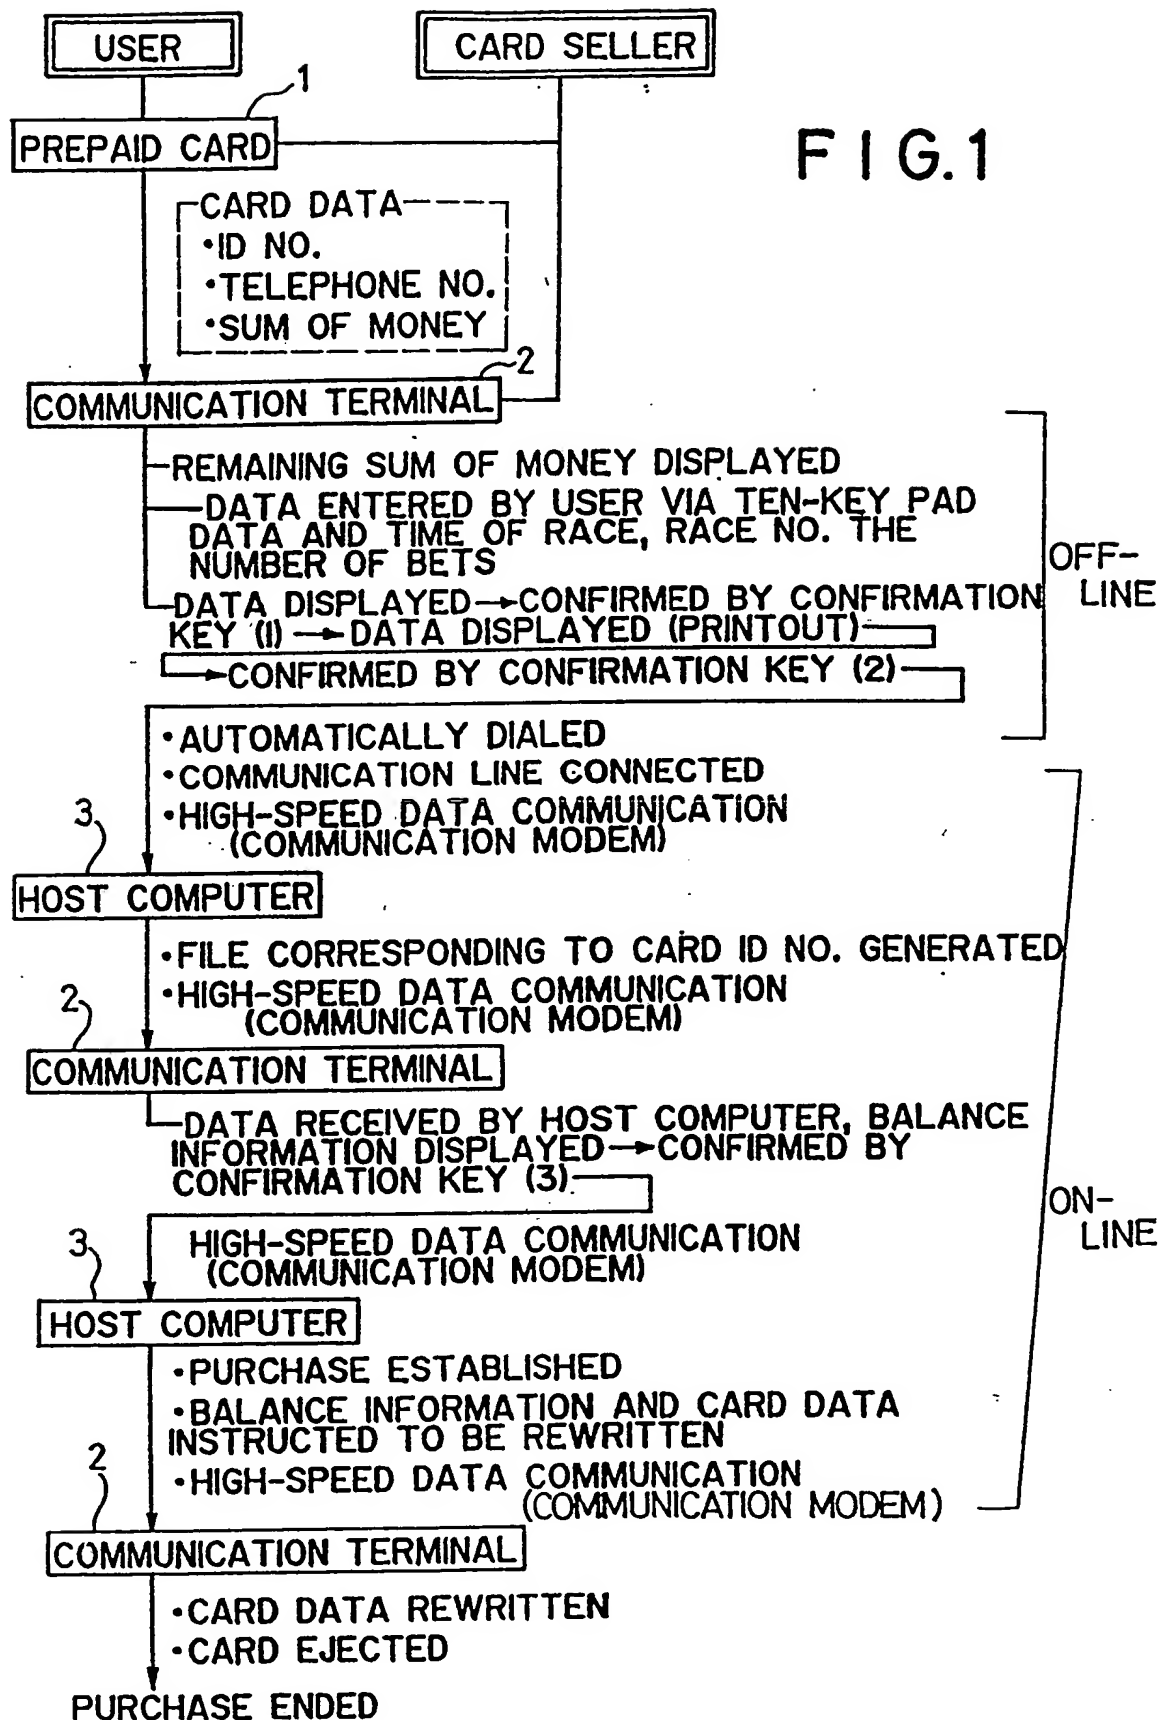 USER
CARD SELLER
1
PREPAID CARD
FIG.1
CARD DATA
•ID NO.
•TELEPHONE NO.
•SUM OF MONEY
2
COMMUNICATION TERMINAL
REMAINING SUM OF MONEY DISPLAYED
DATA ENTERED BY USER VIA TEN-KEY PAD
DATA AND TIME OF RACE, RACE NO. THE
NUMBER OF BETS
OFF-
LINE
DATA DISPLAYED→CONFIRMED BY CONFIRMATION
KEY (1)→DATA DISPLAYED (PRINTOUT)
→CONFIRMED BY CONFIRMATION KEY (2)
•AUTOMATICALLY DIALED
•COMMUNICATION LINE CONNECTED
•HIGH-SPEED DATA COMMUNICATION
(COMMUNICATION MODEM)
3
HOST COMPUTER
•FILE CORRESPONDING TO CARD ID NO. GENERATED
•HIGH-SPEED DATA COMMUNICATION
(COMMUNICATION MODEM)
2
COMMUNICATION TERMINAL
DATA RECEIVED BY HOST COMPUTER, BALANCE
INFORMATION DISPLAYED→CONFIRMED BY
CONFIRMATION KEY (3)
ON-
LINE
HIGH-SPEED DATA COMMUNICATION
(COMMUNICATION MODEM)
3
HOST COMPUTER
•PURCHASE ESTABLISHED
•BALANCE INFORMATION AND CARD DATA
INSTRUCTED TO BE REWRITTEN
•HIGH-SPEED DATA COMMUNICATION
(COMMUNICATION MODEM)
2
COMMUNICATION TERMINAL
•CARD DATA REWRITTEN
•CARD EJECTED
PURCHASE ENDED